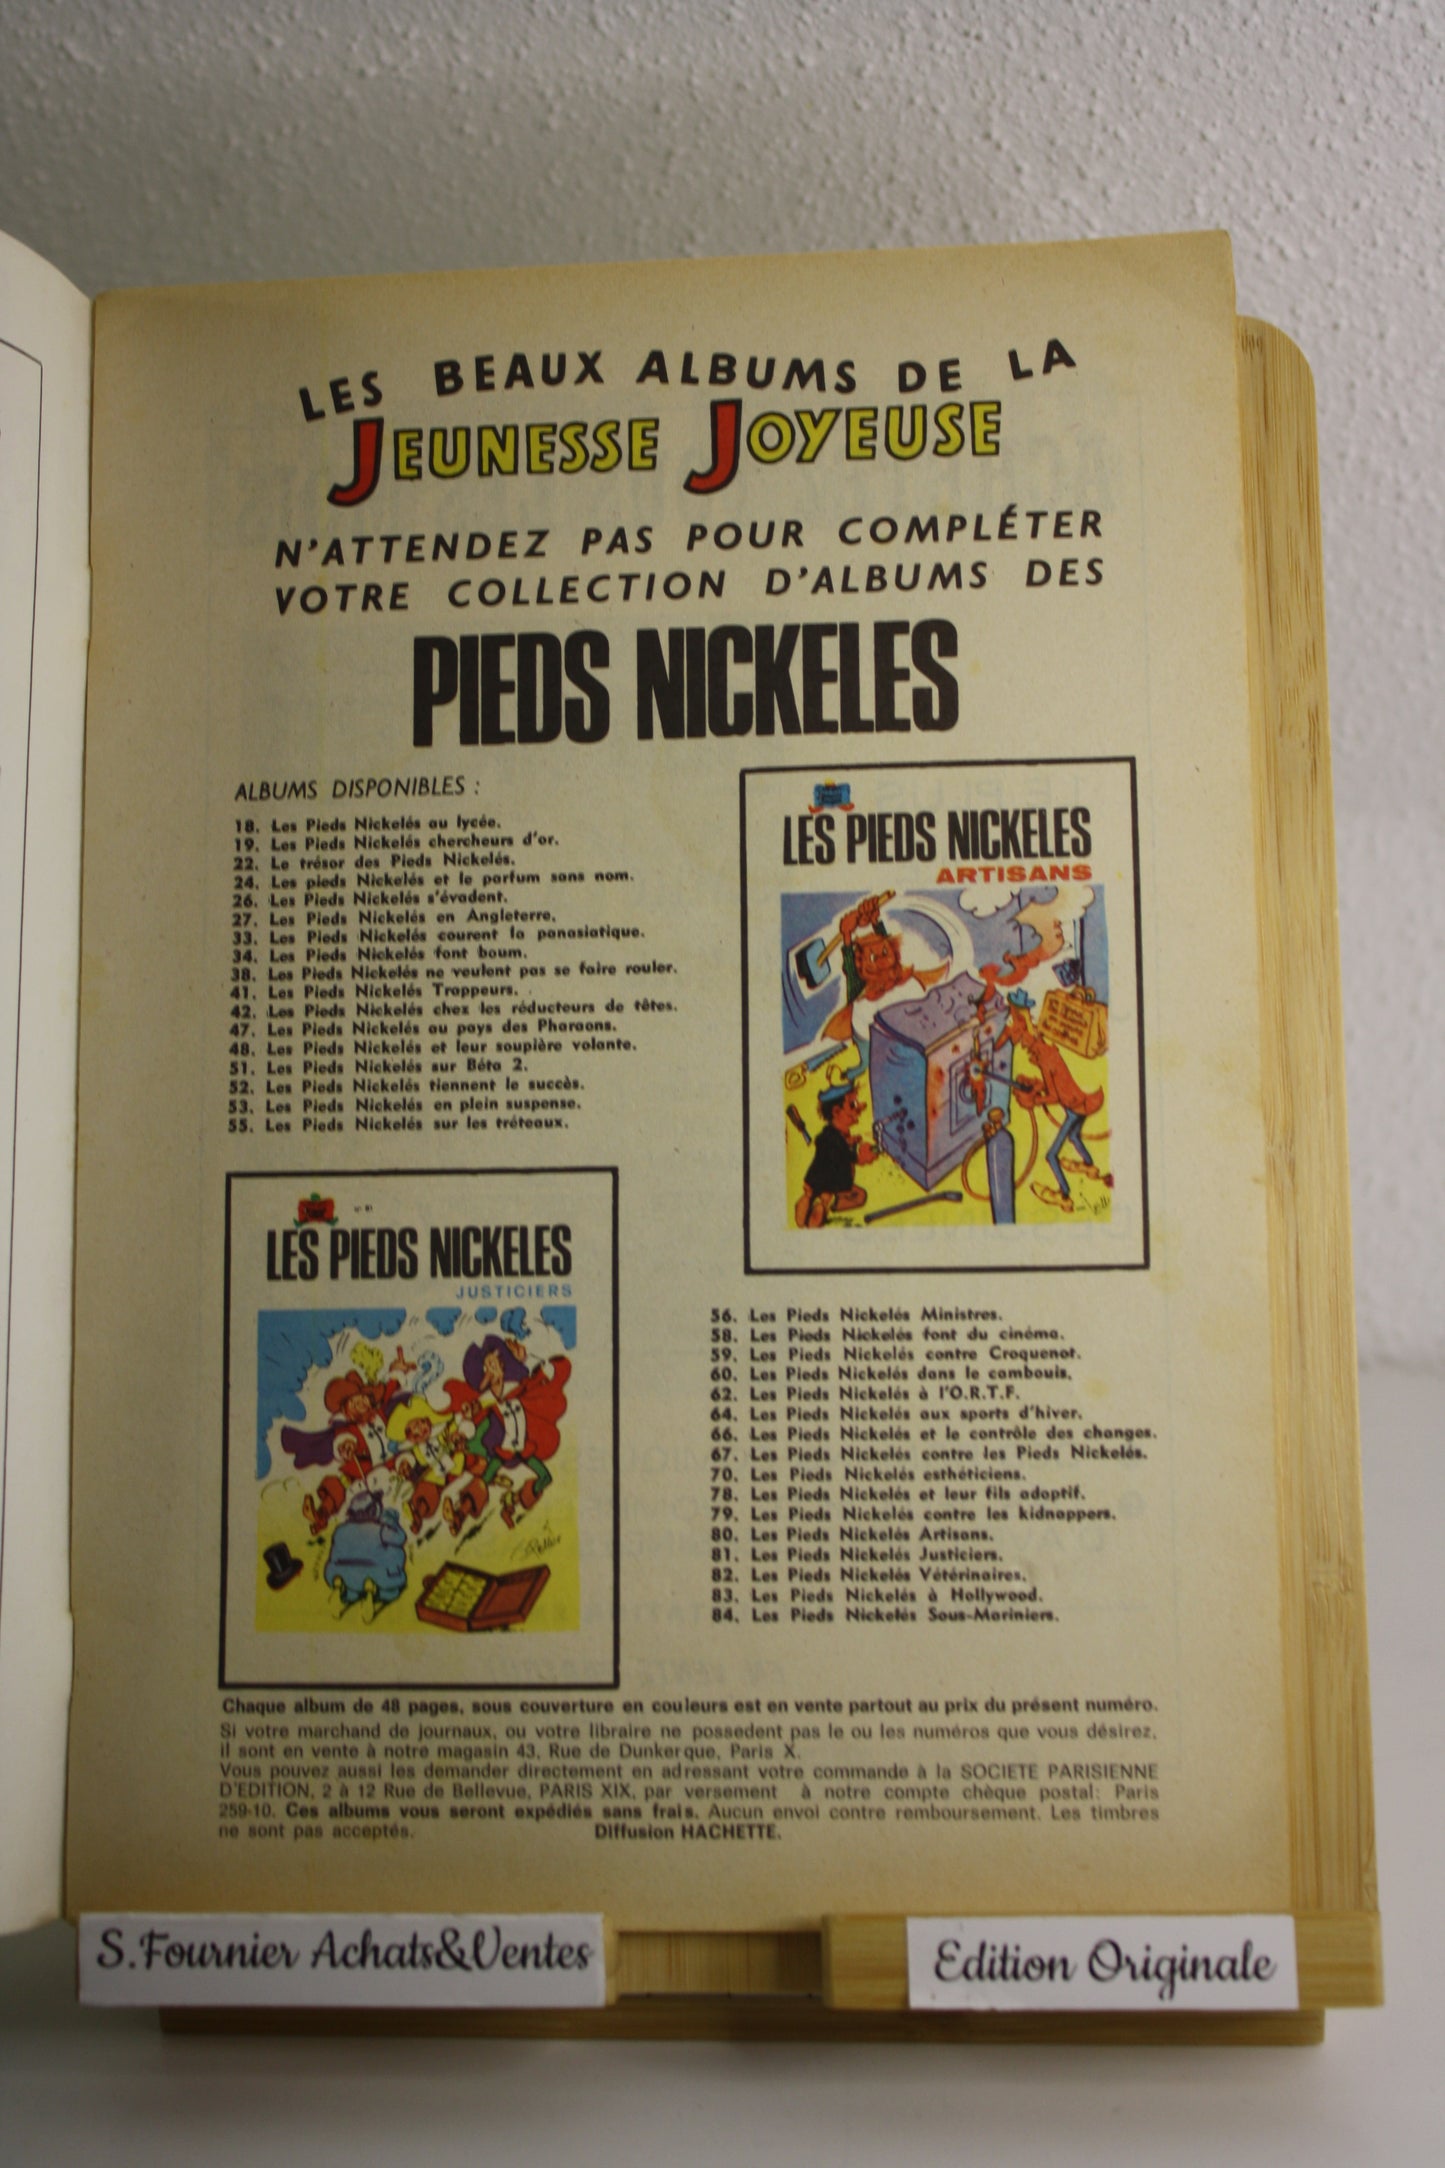 LES BEAUX ALBUMS DE LA
JEUNESSE JOYEUSE
N'ATTENDEZ PAS POUR COMPLÉTER
VOTRE COLLECTION D'ALBUMS DES
PIEDS NICKELES
ALBUMS DISPONIBLES :
18. Les Pieds Nickelés au lycée.
19. Les Pieds Nickelés chercheurs d'or.
22. Le trésor des Pieds Nickelés.
24. Les pieds Nickelés et le parfum sans nom.
26. Les Pieds Nickelés s'évadent.
27. Les Pieds Nickelés en Angleterre.
33. Les Pieds Nickelés courent la panasiatique.
34. Les Pieds Nickelés font boum.
38. Les Pieds Nickelés ne veulent pas se faire rouler.
41. Les Pieds Nickelés Trappeurs.
42. Les Pieds Nickelés chez les réducteurs de têtes.
47. Les Pieds Nickelés au pays des Pharaons.
48. Les Pieds Nickelés et leur soupière volante.
51. Les Pieds Nickelés sur Béta 2.
52. Les Pieds Nickelés tiennent le succès.
53. Les Pieds Nickelés en plein suspense.
55. Les Pieds Nickelés sur les tréteaux.
LES PIEDS NICKELES
ARTISANS
LES PIEDS NICKELES
JUSTICIERS
56. Les Pieds Nickelés Ministres.
58. Les Pieds Nickelés font du cinéma.
59. Les Pieds Nickelés contre Croquenot.
60. Les Pieds Nickelés dans le cambouis.
62. Les Pieds Nickelés à l'O.R.T.F.
64. Les Pieds Nickelés aux sports d'hiver.
66. Les Pieds Nickelés et le contrôle des changes.
67. Les Pieds Nickelés contre les Pieds Nickelés.
70. Les Pieds Nickelés esthéticiens.
78. Les Pieds Nickelés et leur fils adoptif.
79. Les Pieds Nickelés contre les kidnappers.
80. Les Pieds Nickelés Artisans.
81. Les Pieds Nickelés Justiciers.
82. Les Pieds Nickelés Vétérinaires.
83. Les Pieds Nickelés à Hollywood.
84. Les Pieds Nickelés Sous-Mariniers.
Chaque album de 48 pages, sous couverture en couleurs est en vente partout au prix du présent numéro.
Si votre marchand de journaux, ou votre libraire ne possedent pas le ou les numéros que vous désirez,
il sont en vente à notre magasin 43, Rue de Dunkerque, Paris X.
Vous pouvez aussi les demander directement en adressant votre commande à la SOCIETE PARISIENNE
D'EDITION, 2 à 12 Rue de Bellevue, PARIS XIX, par versement à notre compte chèque postal: Paris
259-10. Ces albums vous seront expédiés sans frais. Aucun envoi contre remboursement. Les timbres
ne sont pas acceptés. Diffusion HACHETTE.
S.Fournier Achats&Ventes
Edition Originale